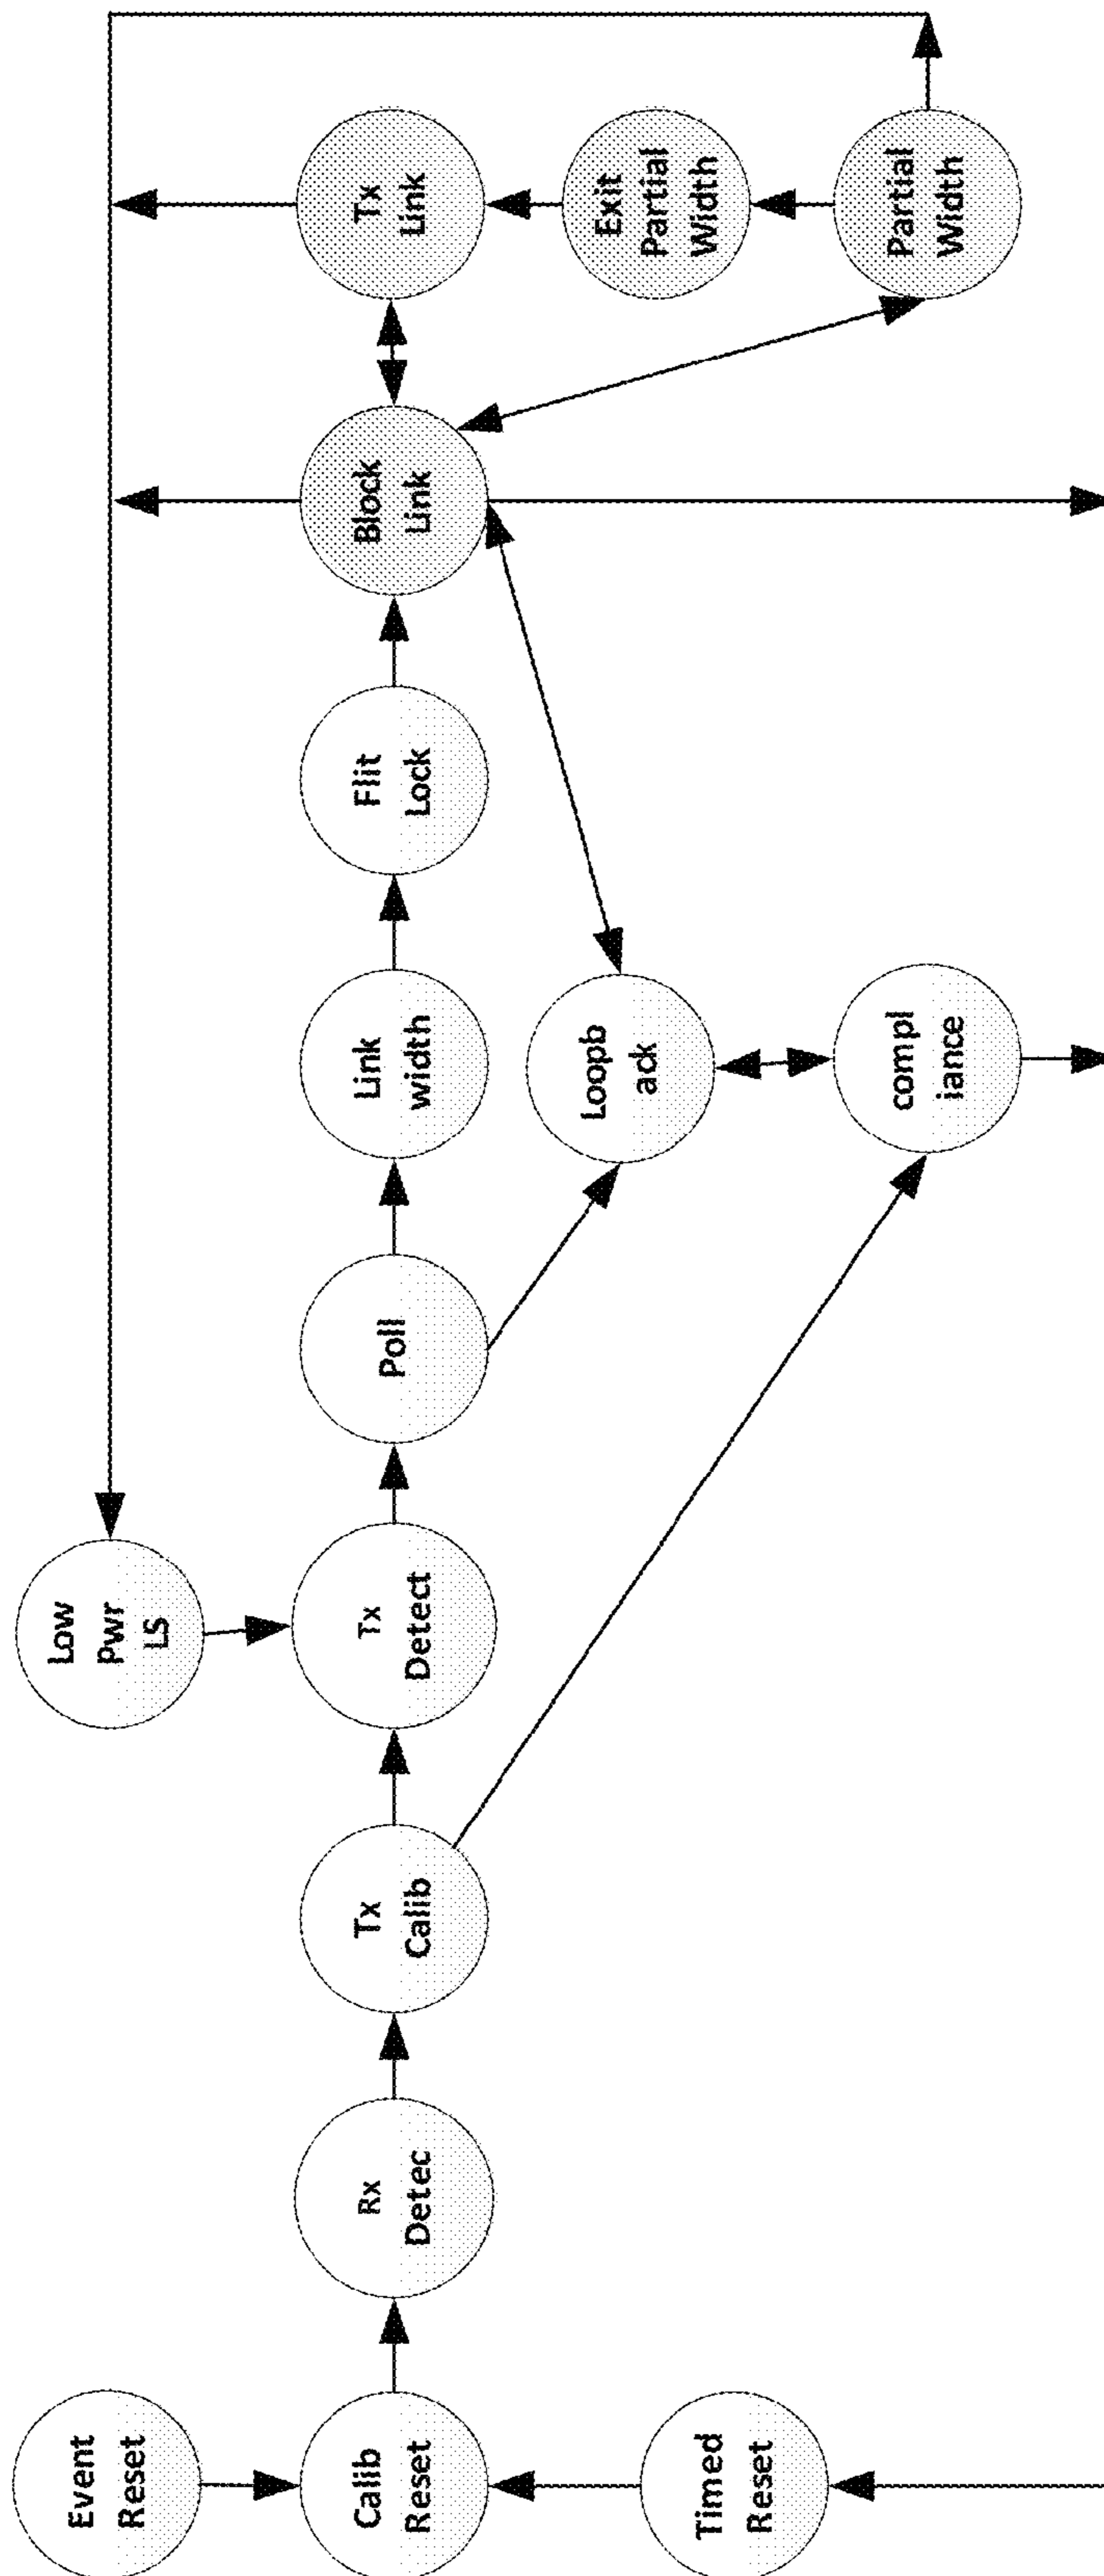 Event
Reset
Calib
Reset
Timed
Reset
Rx
Detec
Tx
Calib
Low
Pwr
LS
Tx
Detect
Poll
Link
width
Loopb
ack
compl
iance
Flit
Lock
Block
Link
Tx
Link
Exit
Partial
Width
Partial
Width